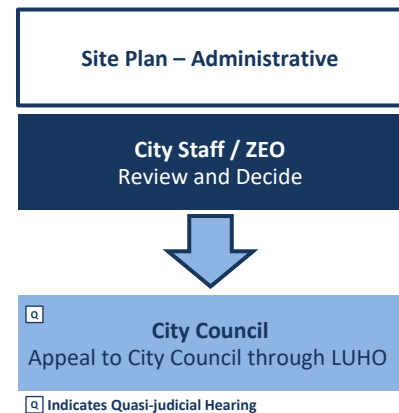 Site Plan – Administrative
City Staff / ZEO
Review and Decide
Q
City Council
Appeal to City Council through LUHO
Q Indicates Quasi-judicial Hearing